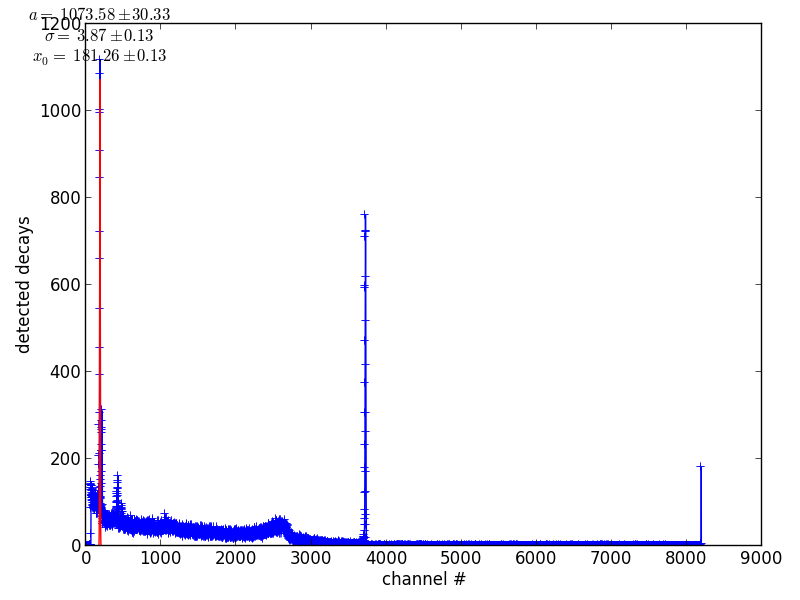 a = 1073.58 ±30.33
1200
σ = 3.87 ±0.13
x₀ = 181.26 ±0.13
1000
800
600
400
200
0
detected decays
0 1000 2000 3000 4000 5000 6000 7000 8000 9000
channel #